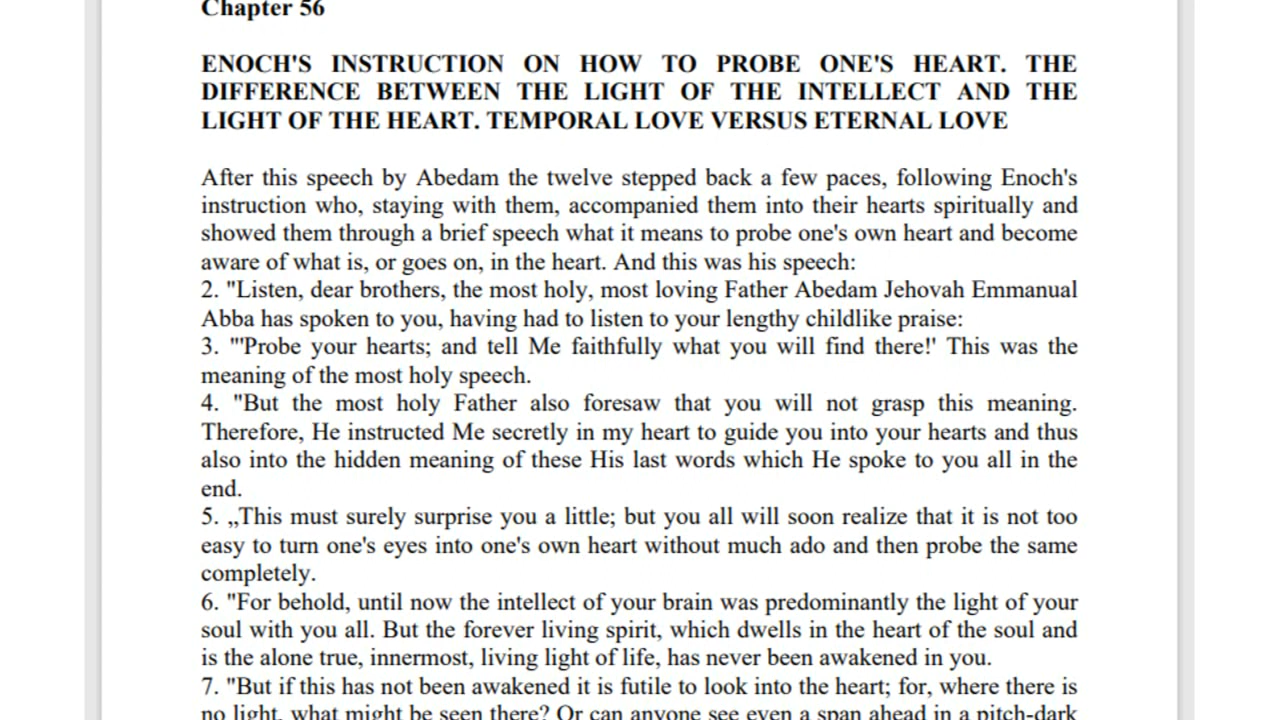 Chapter 56
ENOCH'S INSTRUCTION ON HOW TO PROBE ONE'S HEART. THE
DIFFERENCE BETWEEN THE LIGHT OF THE INTELLECT AND THE
LIGHT OF THE HEART. TEMPORAL LOVE VERSUS ETERNAL LOVE
After this speech by Abedam the twelve stepped back a few paces, following Enoch's
instruction who, staying with them, accompanied them into their hearts spiritually and
showed them through a brief speech what it means to probe one's own heart and become
aware of what is, or goes on, in the heart. And this was his speech:
2. "Listen, dear brothers, the most holy, most loving Father Abedam Jehovah Emmanual
Abba has spoken to you, having had to listen to your lengthy childlike praise:
3. "'Probe your hearts; and tell Me faithfully what you will find there!' This was the
meaning of the most holy speech.
4. "But the most holy Father also foresaw that you will not grasp this meaning.
Therefore, He instructed Me secretly in my heart to guide you into your hearts and thus
also into the hidden meaning of these His last words which He spoke to you all in the
end.
5. „This must surely surprise you a little; but you all will soon realize that it is not too
easy to turn one's eyes into one's own heart without much ado and then probe the same
completely.
6. "For behold, until now the intellect of your brain was predominantly the light of your
soul with you all. But the forever living spirit, which dwells in the heart of the soul and
is the alone true, innermost, living light of life, has never been awakened in you.
7. "But if this has not been awakened it is futile to look into the heart; for, where there is
no light, what might be seen there? Or can anyone see even a span ahead in a pitch-dark